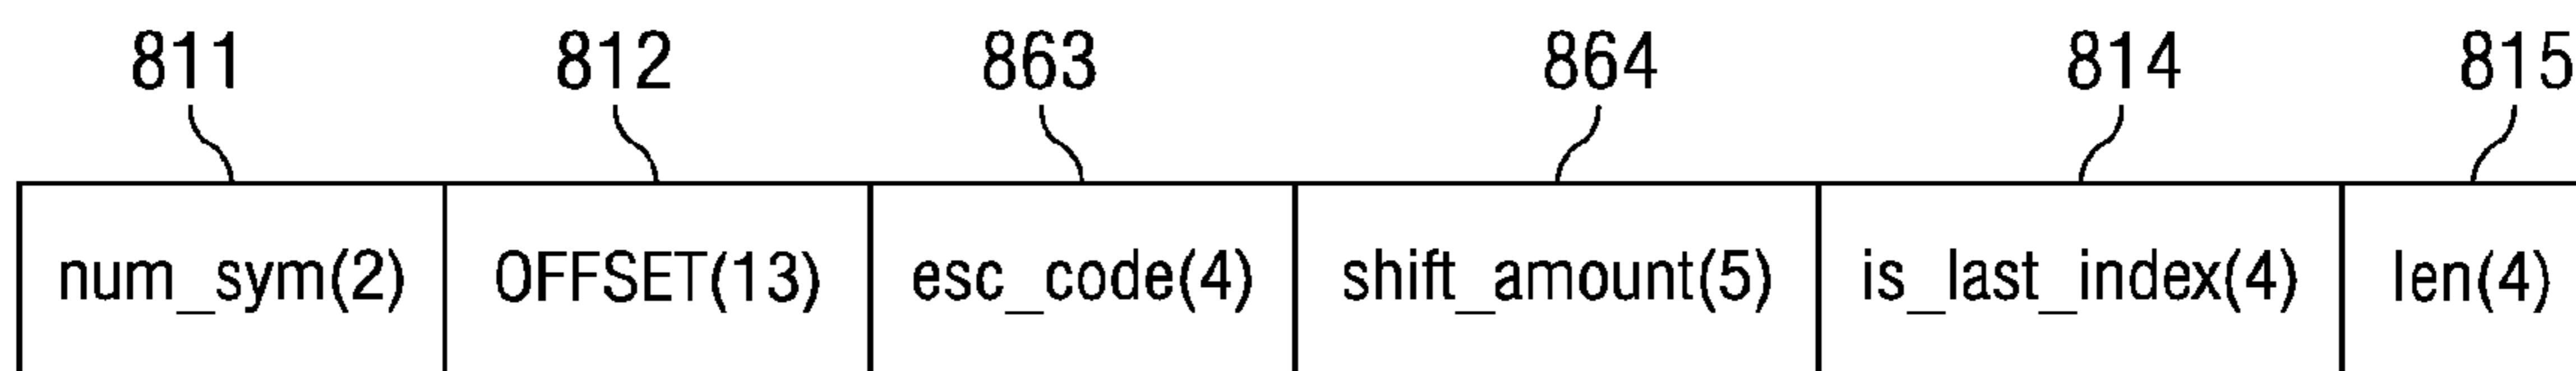 811 812 863 864 814 815
num_sym(2) OFFSET(13) esc_code(4) shift_amount(5) is_last_index(4) len(4)